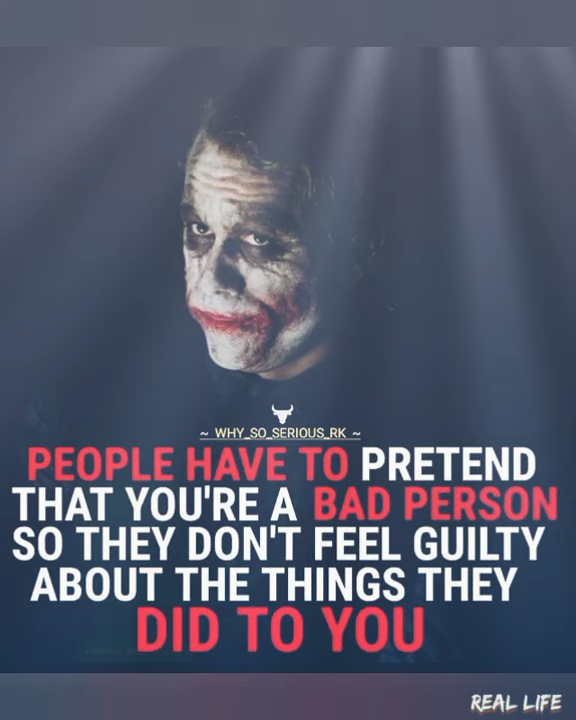 ~ WHY_SO_SERIOUS_RK ~
PEOPLE HAVE TO PRETEND
THAT YOU'RE A BAD PERSON
SO THEY DON'T FEEL GUILTY
ABOUT THE THINGS THEY
DID TO YOU
REAL LIFE